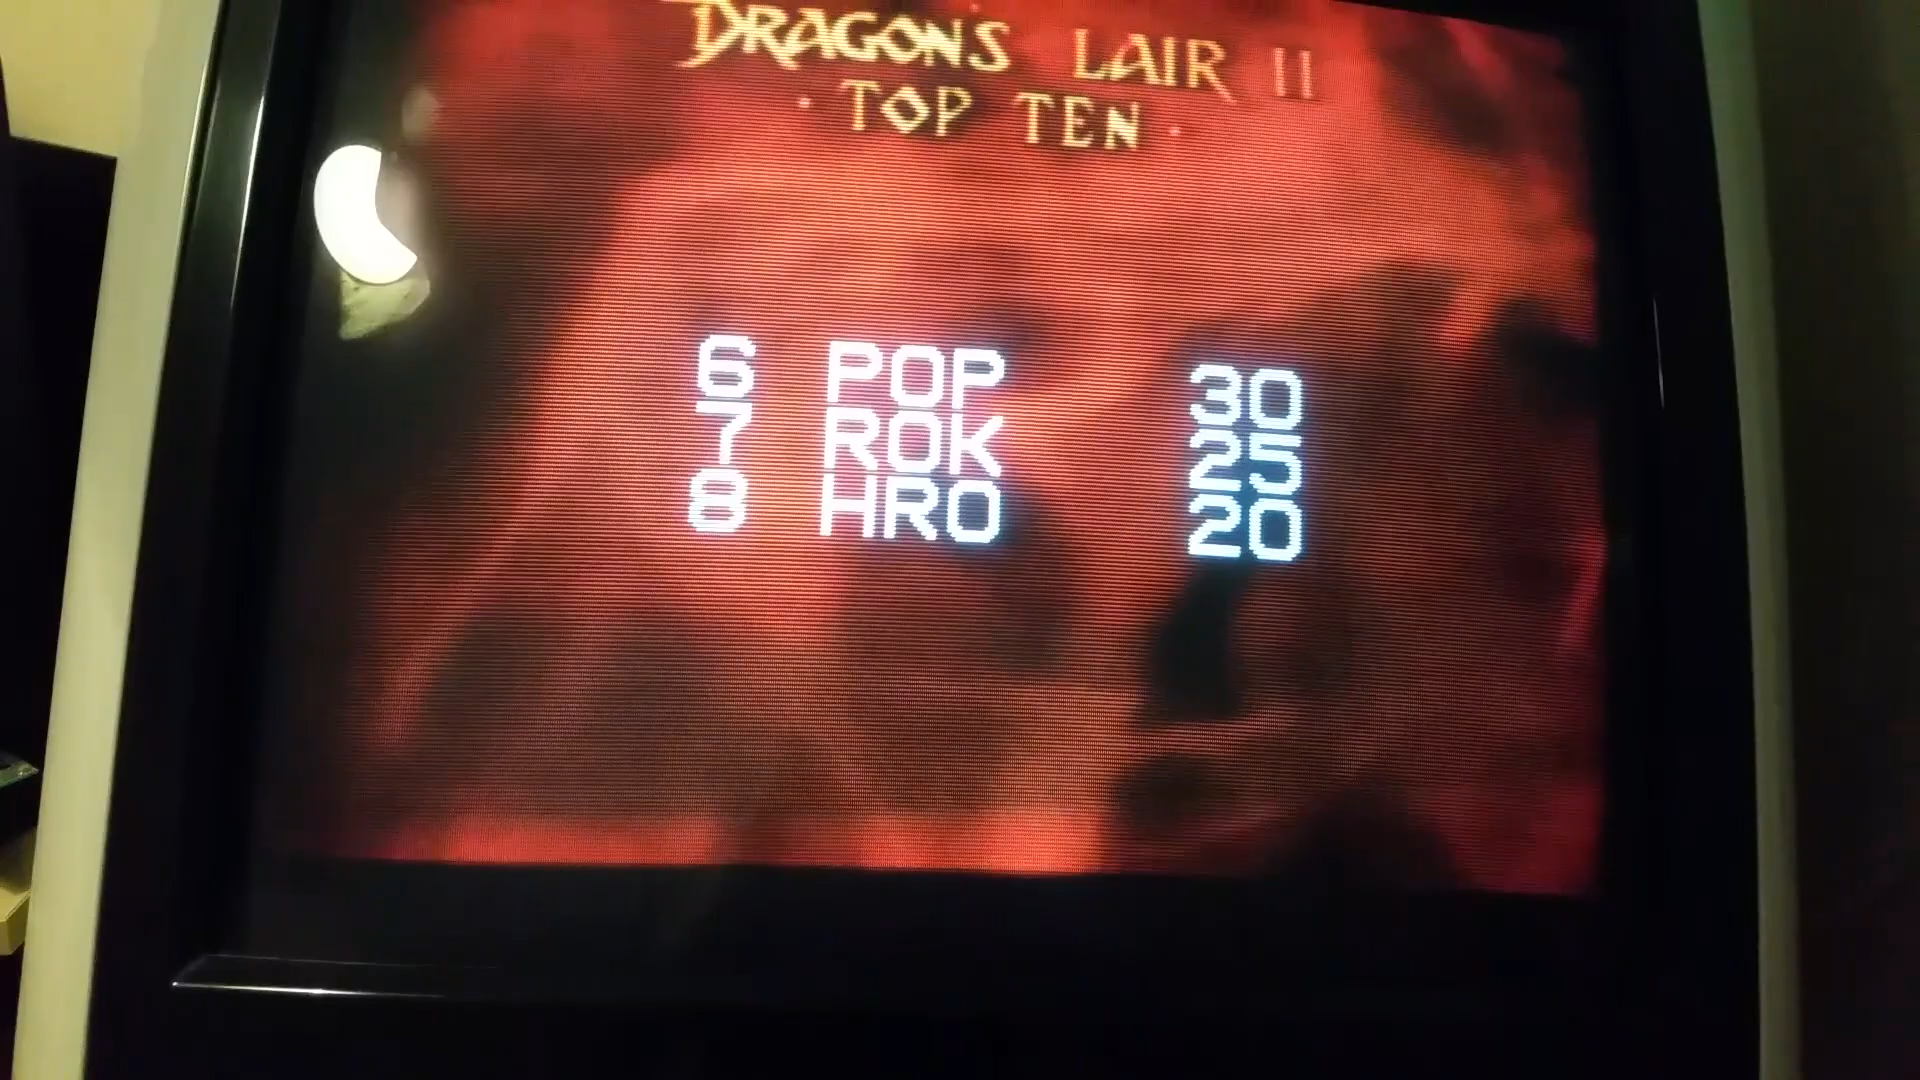 DRAGON'S LAIR II
• TOP TEN •
6 POP 30
7 ROK 25
8 HRO 20